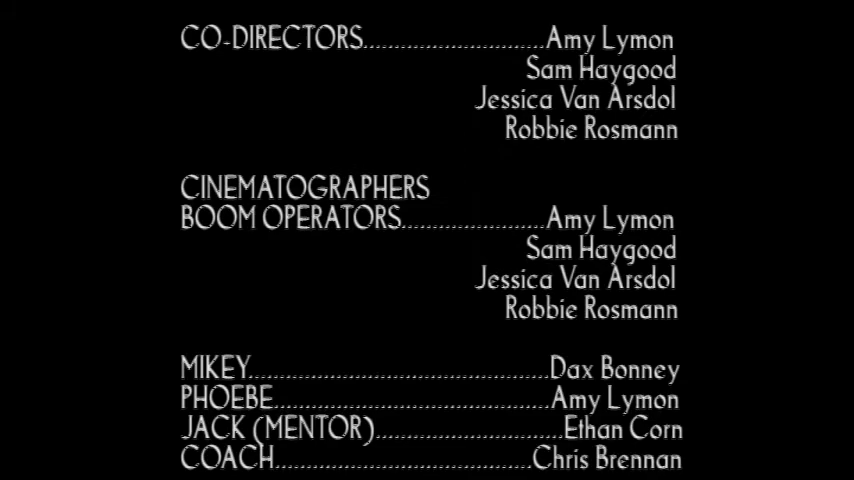 CO-DIRECTORS..............................Amy Lymon
Sam Haygood
Jessica Van Arsdol
Robbie Rosmann
CINEMATOGRAPHERS
BOOM OPERATORS........................Amy Lymon
Sam Haygood
Jessica Van Arsdol
Robbie Rosmann
MIKEY..................................................Dax Bonney
PHOEBE..............................................Amy Lymon
JACK (MENTOR)...............................Ethan Corn
COACH...........................................Chris Brennan